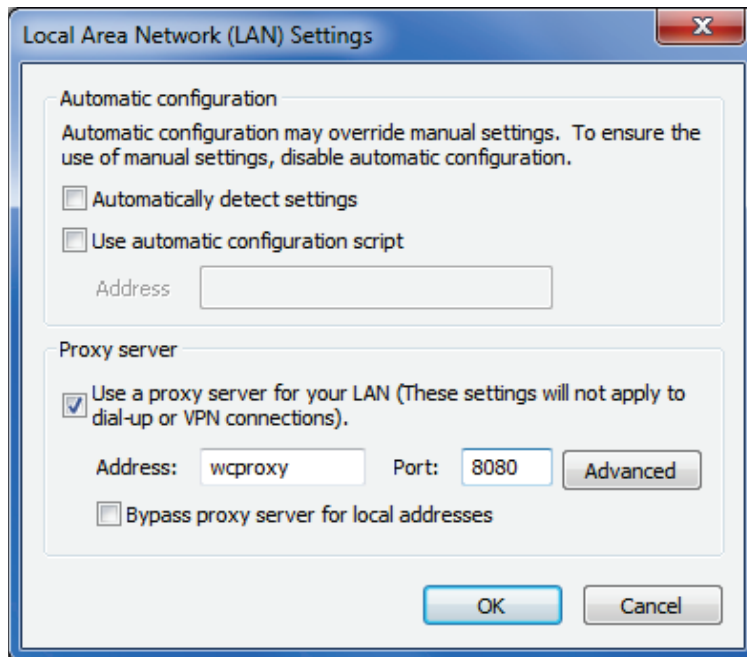 Local Area Network (LAN) Settings
Automatic configuration
Automatic configuration may override manual settings. To ensure the
use of manual settings, disable automatic configuration.
Automatically detect settings
Use automatic configuration script
Address
Proxy server
Use a proxy server for your LAN (These settings will not apply to
dial-up or VPN connections).
Address: wcproxy Port: 8080 Advanced
Bypass proxy server for local addresses
OK Cancel